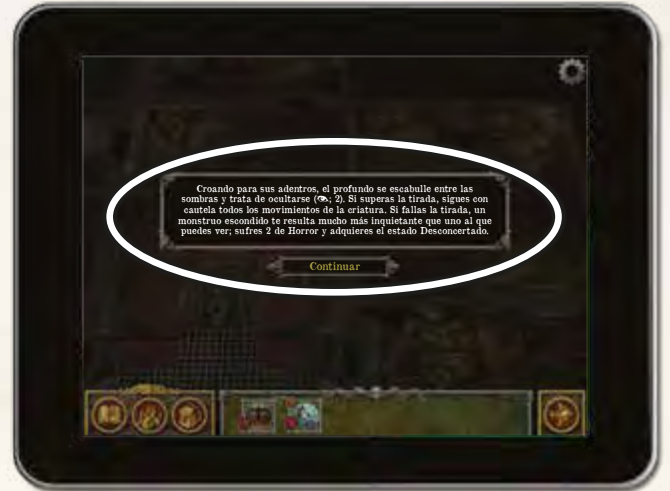 Croando para sus adentros, el profundo se escabulle entre las
sombras y trata de ocultarse (; 2). Si superas la tirada, sigues con
cautela todos los movimientos de la criatura. Si fallas la tirada, un
monstruo escondido te resulta mucho más inquietante que uno al que
puedes ver; sufres 2 de Horror y adquieres el estado Desconcertado.
Continuar